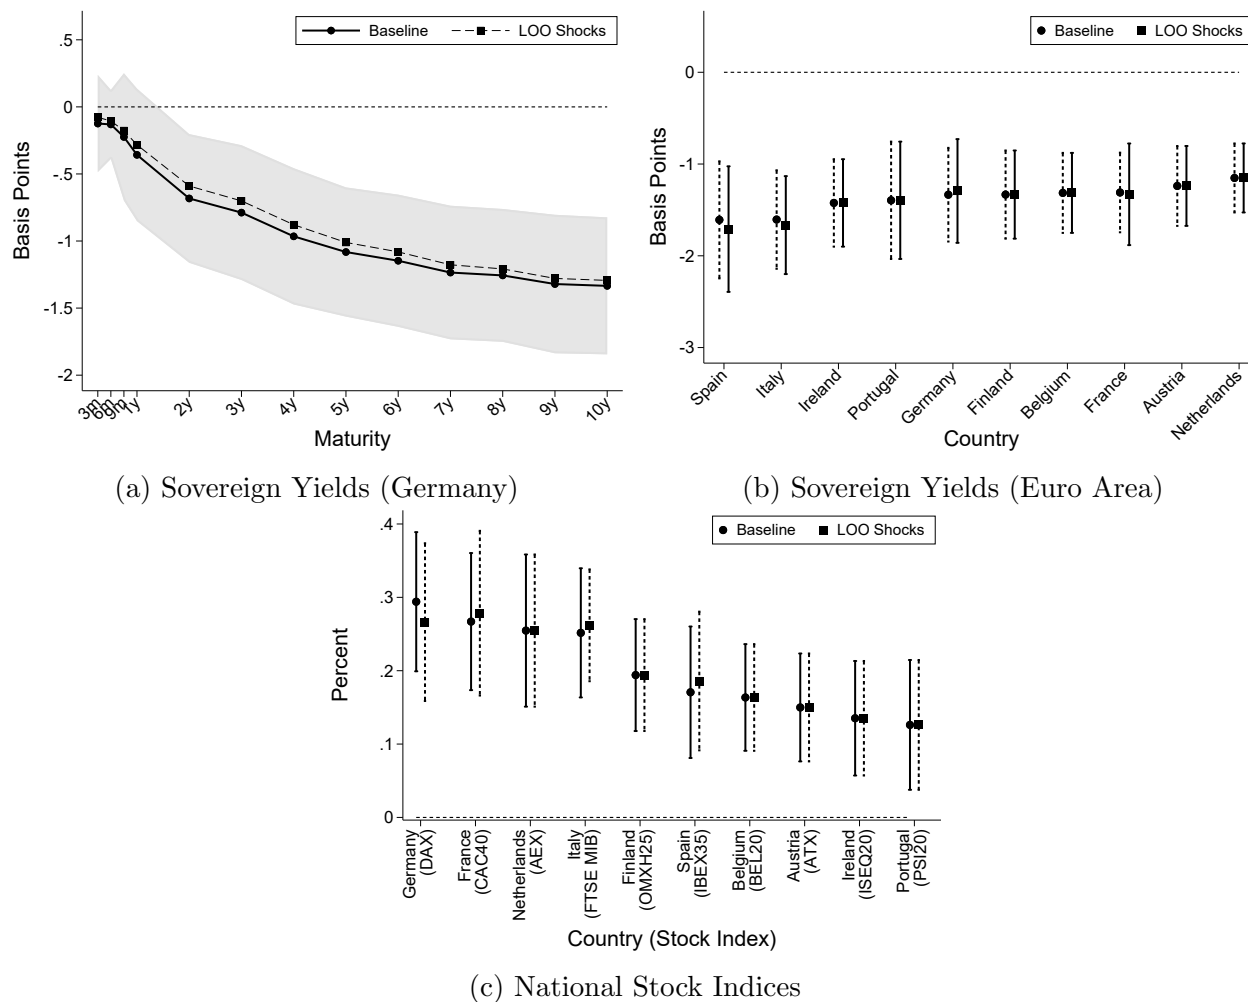 Baseline LOO Shocks
.5
0
-.5
-1
-1.5
-2
Basis Points
3m 6m 9m 1y 2y 3y 4y 5y 6y 7y 8y 9y 10y
Maturity
(a) Sovereign Yields (Germany)
Baseline LOO Shocks
0
-1
-2
-3
Basis Points
Spain Italy Ireland Portugal Germany Finland Belgium France Austria Netherlands
Country
(b) Sovereign Yields (Euro Area)
Baseline LOO Shocks
.4
.3
.2
.1
0
Percent
Germany
(DAX)
France
(CAC40)
Netherlands
(AEX)
Italy
(FTSE MIB)
Finland
(OMXH25)
Spain
(IBEX35)
Belgium
(BEL20)
Austria
(ATX)
Ireland
(ISEQ20)
Portugal
(PSI20)
Country (Stock Index)
(c) National Stock Indices